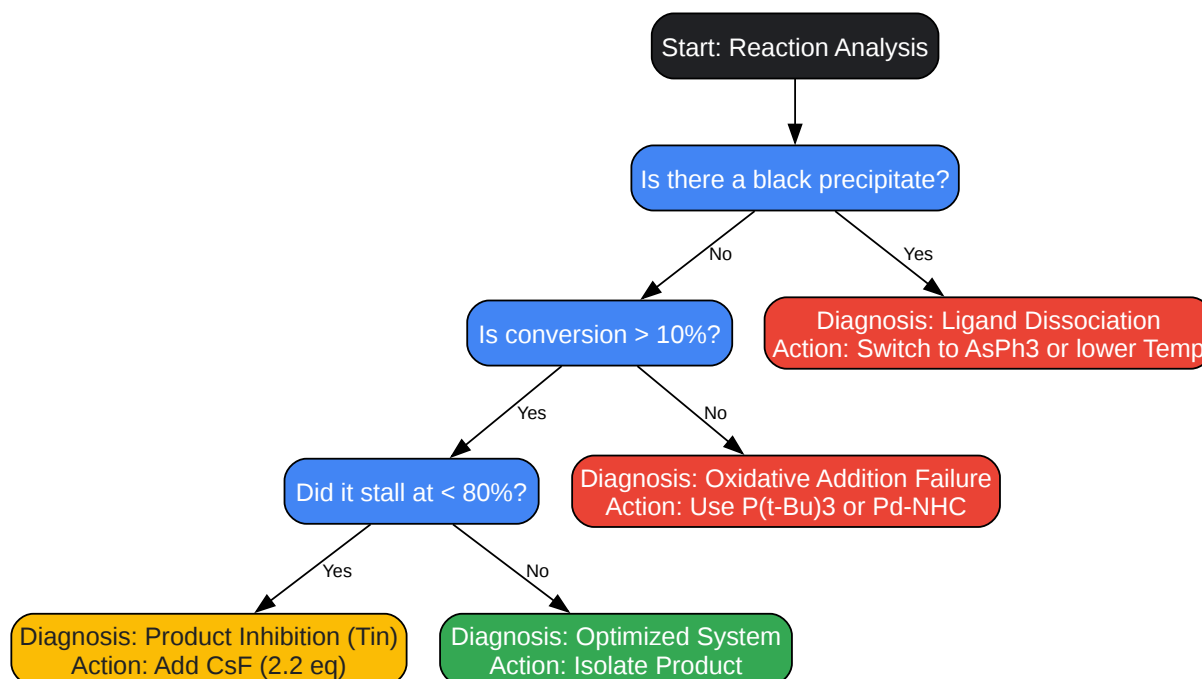 Start: Reaction Analysis
Is there a black precipitate?
No
Yes
Is conversion > 10%?
Diagnosis: Ligand Dissociation
Action: Switch to AsPh3 or lower Temp
Yes
No
Did it stall at < 80%?
Diagnosis: Oxidative Addition Failure
Action: Use P(t-Bu)3 or Pd-NHC
Yes
No
Diagnosis: Product Inhibition (Tin)
Action: Add CsF (2.2 eq)
Diagnosis: Optimized System
Action: Isolate Product